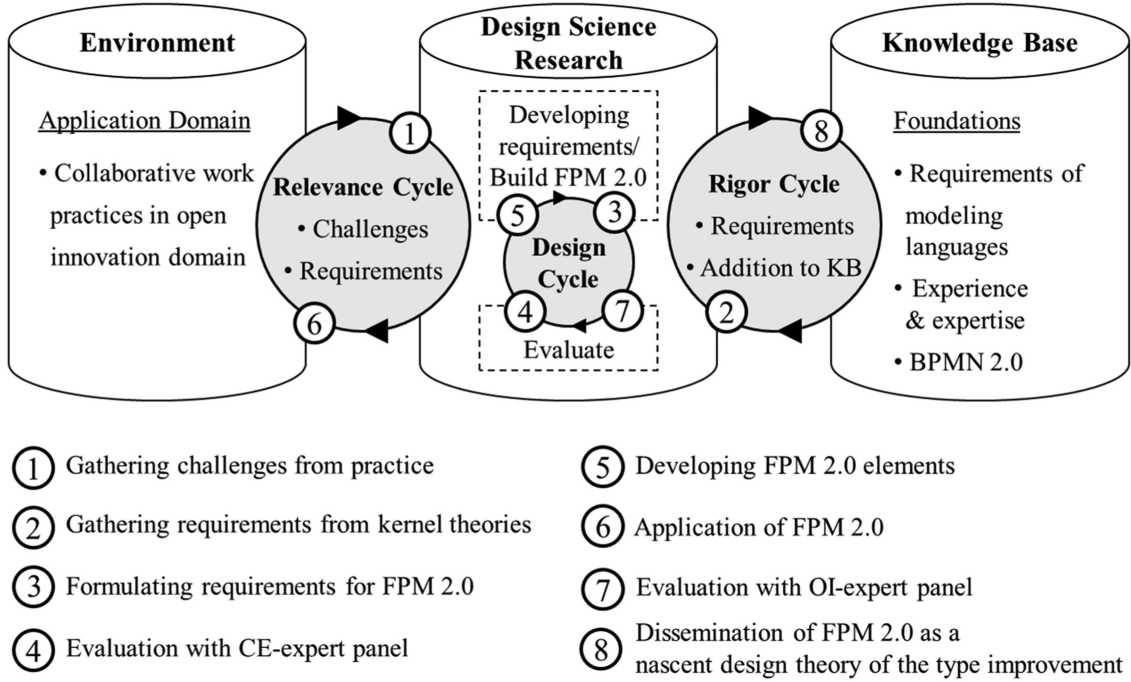 Environment
Application Domain
• Collaborative work
practices in open
innovation domain
1
Relevance Cycle
• Challenges
• Requirements
6
Design Science
Research
Developing
requirements/
Build FPM 2.0
5
3
Design
Cycle
4
7
Evaluate
8
Rigor Cycle
• Requirements
• Addition to KB
2
Knowledge Base
Foundations
• Requirements of
modeling
languages
• Experience
& expertise
• BPMN 2.0
1 Gathering challenges from practice
2 Gathering requirements from kernel theories
3 Formulating requirements for FPM 2.0
4 Evaluation with CE-expert panel
5 Developing FPM 2.0 elements
6 Application of FPM 2.0
7 Evaluation with OI-expert panel
8 Dissemination of FPM 2.0 as a
nascent design theory of the type improvement